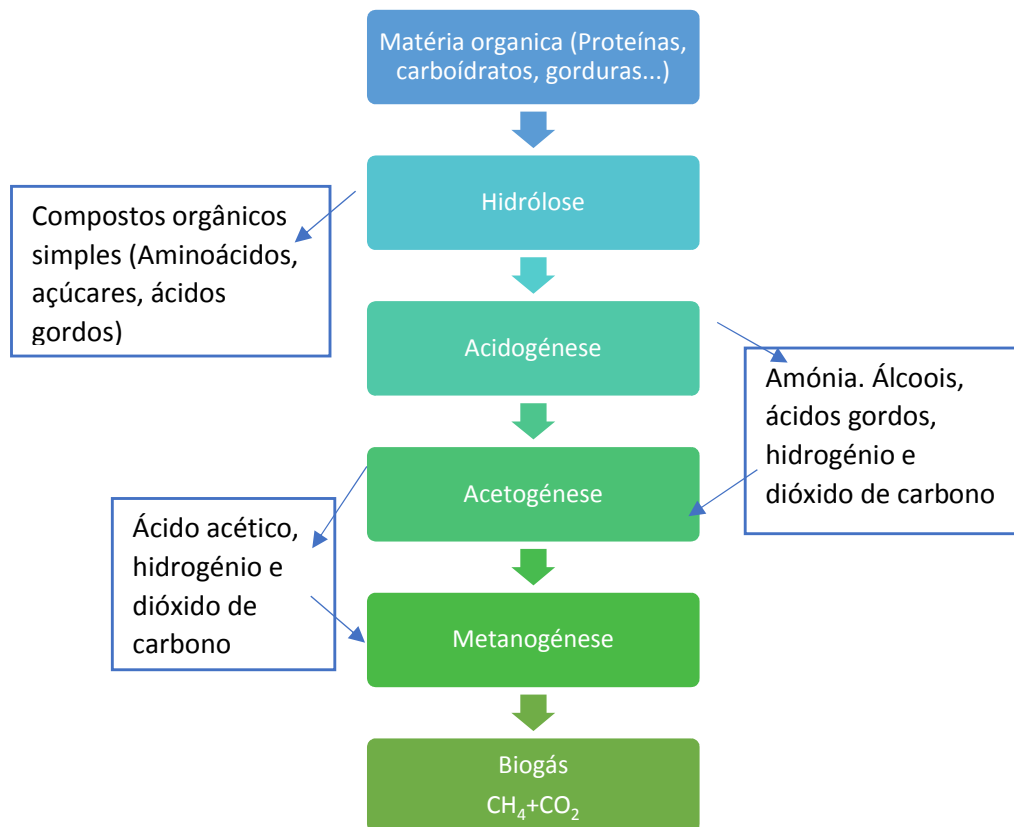 Matéria organica (Proteínas,
carboídratos, gorduras...)
Hidrólose
Compostos orgânicos
simples (Aminoácidos,
açúcares, ácidos
gordos)
Acidogénese
Amónia. Álcoois,
ácidos gordos,
hidrogénio e
dióxido de carbono
Acetogénese
Ácido acético,
hidrogénio e
dióxido de
carbono
Metanogénese
Biogás
CH₄+CO₂